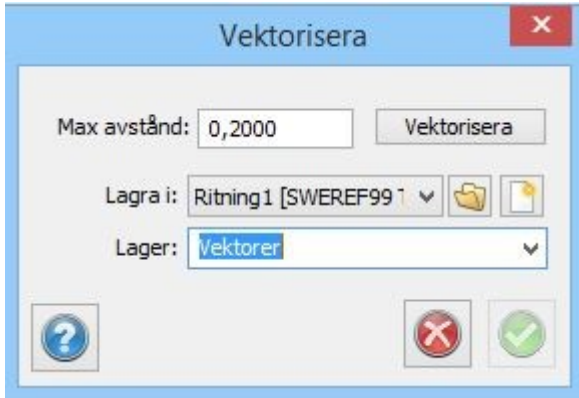 Vektorisera
Max avstånd: 0,2000 Vektorisera
Lagra i: Ritning1 [SWEREF99
Lager: Vektorer